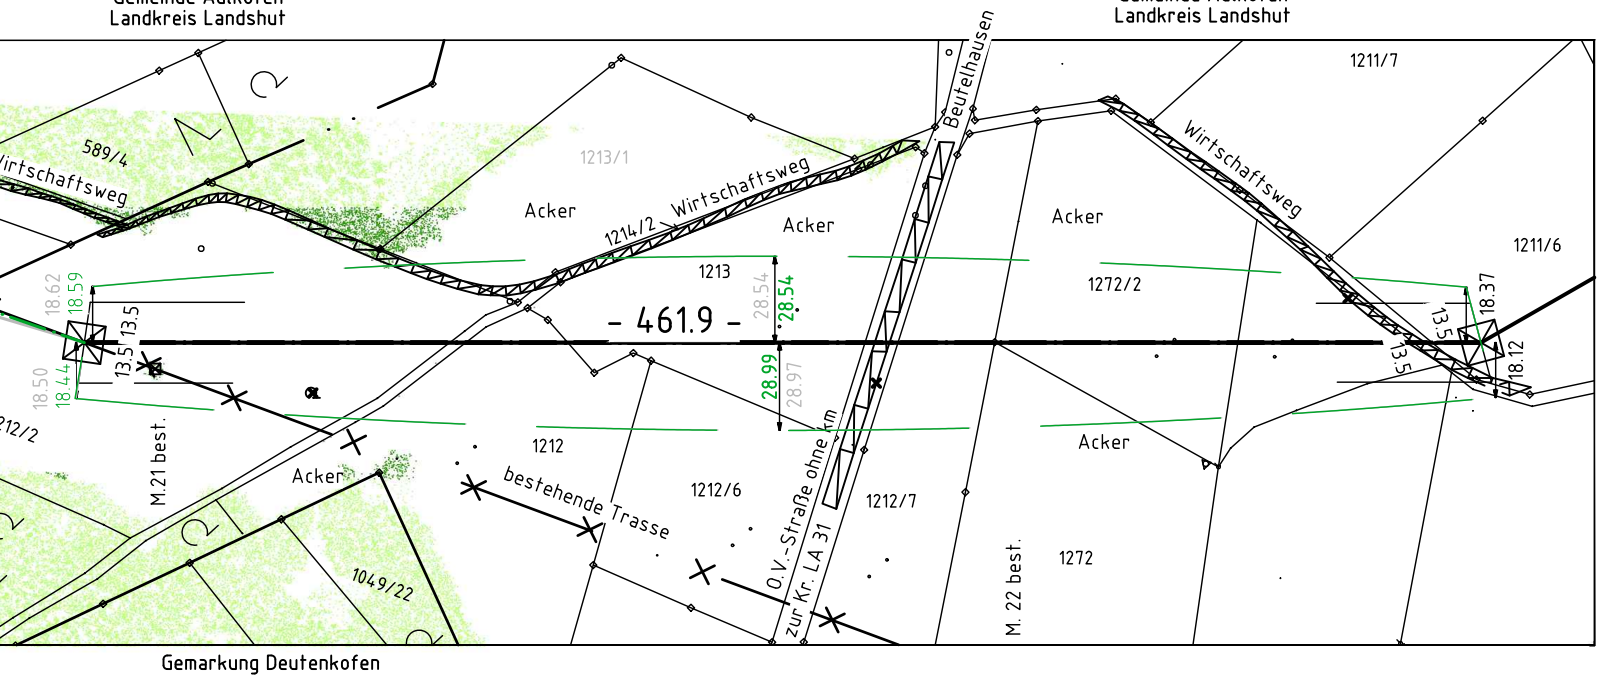 Gemeinde Adlkofen
Landkreis Landshut
Gemeinde Adlkofen
Landkreis Landshut
Beutelhausen
1211/7
589/4
Wirtschaftsweg
1213/1
Wirtschaftsweg
Wirtschaftsweg
Acker
1214/2
Acker
Acker
1211/6
18.62
18.59
1213
28.54
28.54
1272/2
18.37
13.5
13.5
- 461.9 -
13.5
13.5
18.12
18.50
18.44
28.99
28.97
212/2
M.21 best.
1212
Acker
Acker
bestehende Trasse
1212/6
O.V.-Straße ohne km
zur Kr. LA 31
1212/7
1049/22
M. 22 best.
1272
Gemarkung Deutenkofen